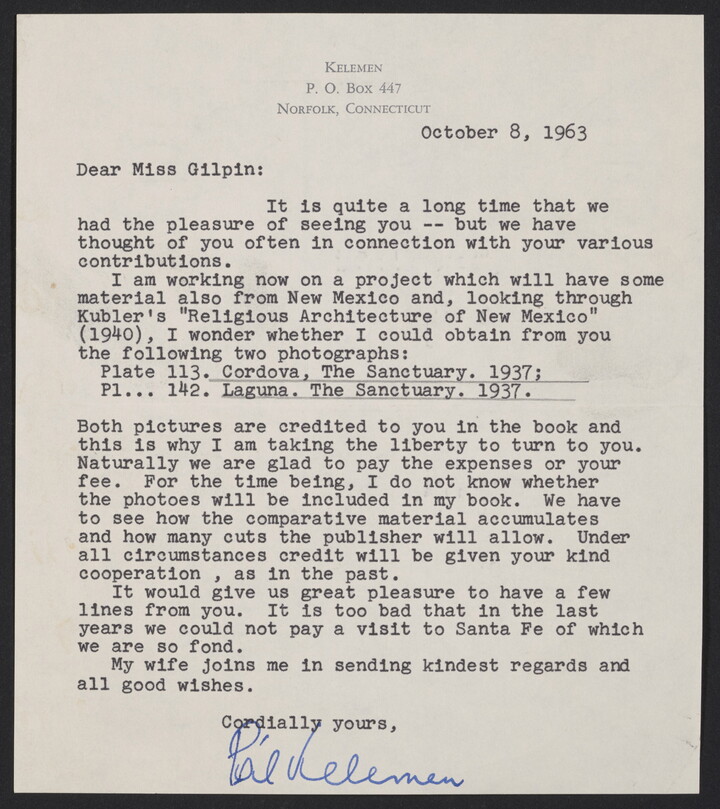 KELEMEN
P. O. BOX 447
NORFOLK, CONNECTICUT
October 8, 1963
Dear Miss Gilpin:
It is quite a long time that we
had the pleasure of seeing you -- but we have
thought of you often in connection with your various
contributions.
I am working now on a project which will have some
material also from New Mexico and, looking through
Kubler's "Religious Architecture of New Mexico"
(1940), I wonder whether I could obtain from you
the following two photographs:
Plate 113. Cordova, The Sanctuary. 1937;
Pl... 142. Laguna. The Sanctuary. 1937.
Both pictures are credited to you in the book and
this is why I am taking the liberty to turn to you.
Naturally we are glad to pay the expenses or your
fee. For the time being, I do not know whether
the photoes will be included in my book. We have
to see how the comparative material accumulates
and how many cuts the publisher will allow. Under
all circumstances credit will be given your kind
cooperation , as in the past.
It would give us great pleasure to have a few
lines from you. It is too bad that in the last
years we could not pay a visit to Santa Fe of which
we are so fond.
My wife joins me in sending kindest regards and
all good wishes.
Cordially yours,
Pál Kelemen